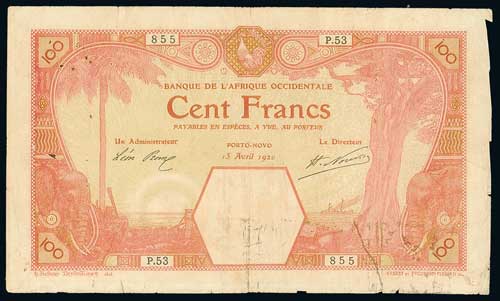 100 855 P.53 100
BANQUE DE L'AFRIQUE OCCIDENTALE
Cent Francs
PAYABLES EN ESPÈCES, A VUE, AU PORTEUR
Un Administrateur PORTO-NOVO Le Directeur
15 Avril 1920
100 P.53 855 100